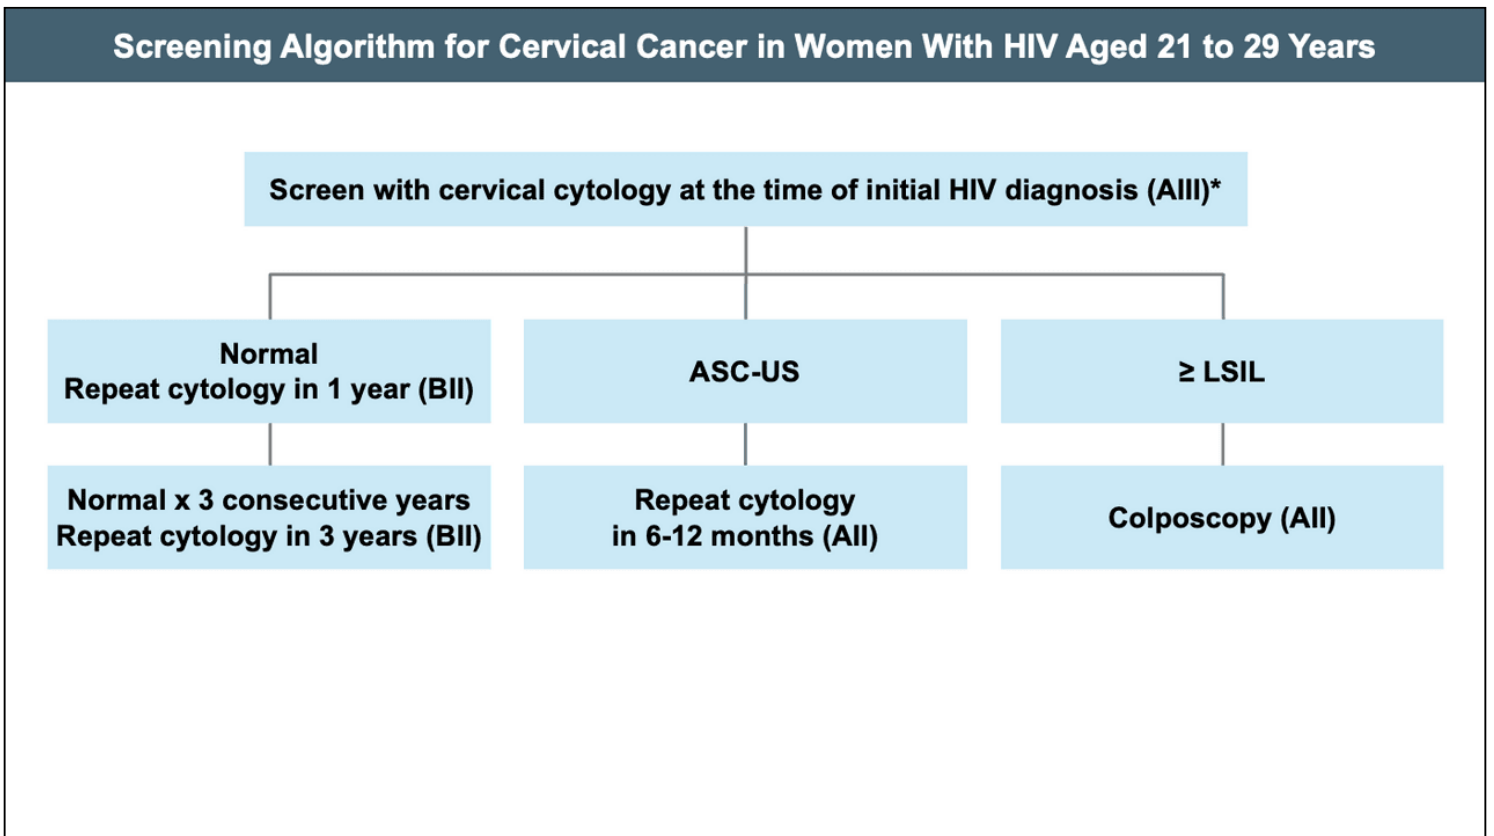 Screening Algorithm for Cervical Cancer in Women With HIV Aged 21 to 29 Years
Screen with cervical cytology at the time of initial HIV diagnosis (AIII)*
Normal
Repeat cytology in 1 year (BII)
ASC-US
≥ LSIL
Normal x 3 consecutive years
Repeat cytology in 3 years (BII)
Repeat cytology
in 6-12 months (AII)
Colposcopy (AII)